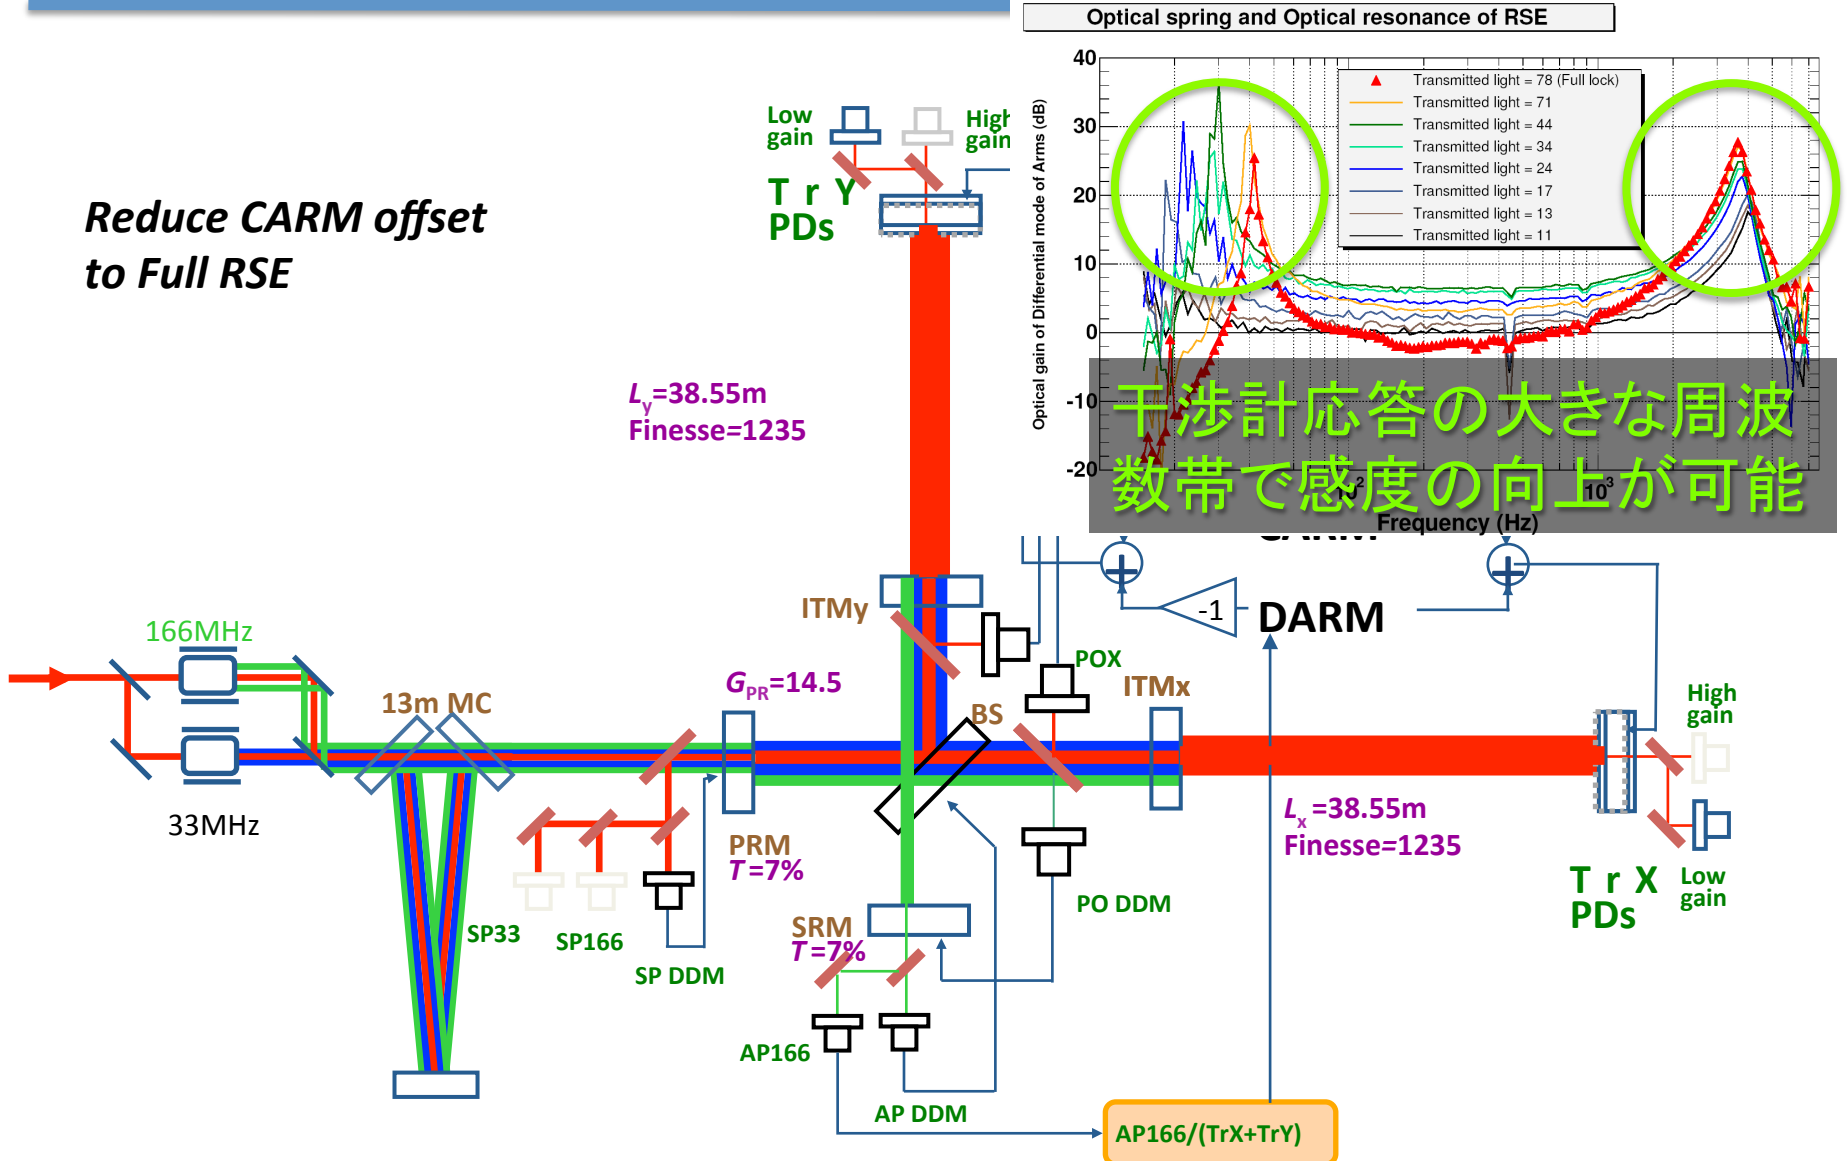 Optical spring and Optical resonance of RSE
Optical gain of Differential mode of Arms (dB)
40
30
20
10
0
-10
-20
Transmitted light = 78 (Full lock)
Transmitted light = 71
Transmitted light = 44
Transmitted light = 34
Transmitted light = 24
Transmitted light = 17
Transmitted light = 13
Transmitted light = 11
干渉計応答の大きな周波
数帯で感度の向上が可能
10²
10³
Frequency (Hz)
Reduce CARM offset
to Full RSE
Low
gain
High
gain
T r Y
PDs
Ly=38.55m
Finesse=1235
CARM
-1
DARM
ITMy
166MHz
POX
GPR=14.5
ITMx
13m MC
BS
High
gain
33MHz
Lx=38.55m
Finesse=1235
PRM
T=7%
T r X
PDs
Low
gain
PO DDM
SRM
T=7%
SP33
SP166
SP DDM
AP166
AP DDM
AP166/(TrX+TrY)